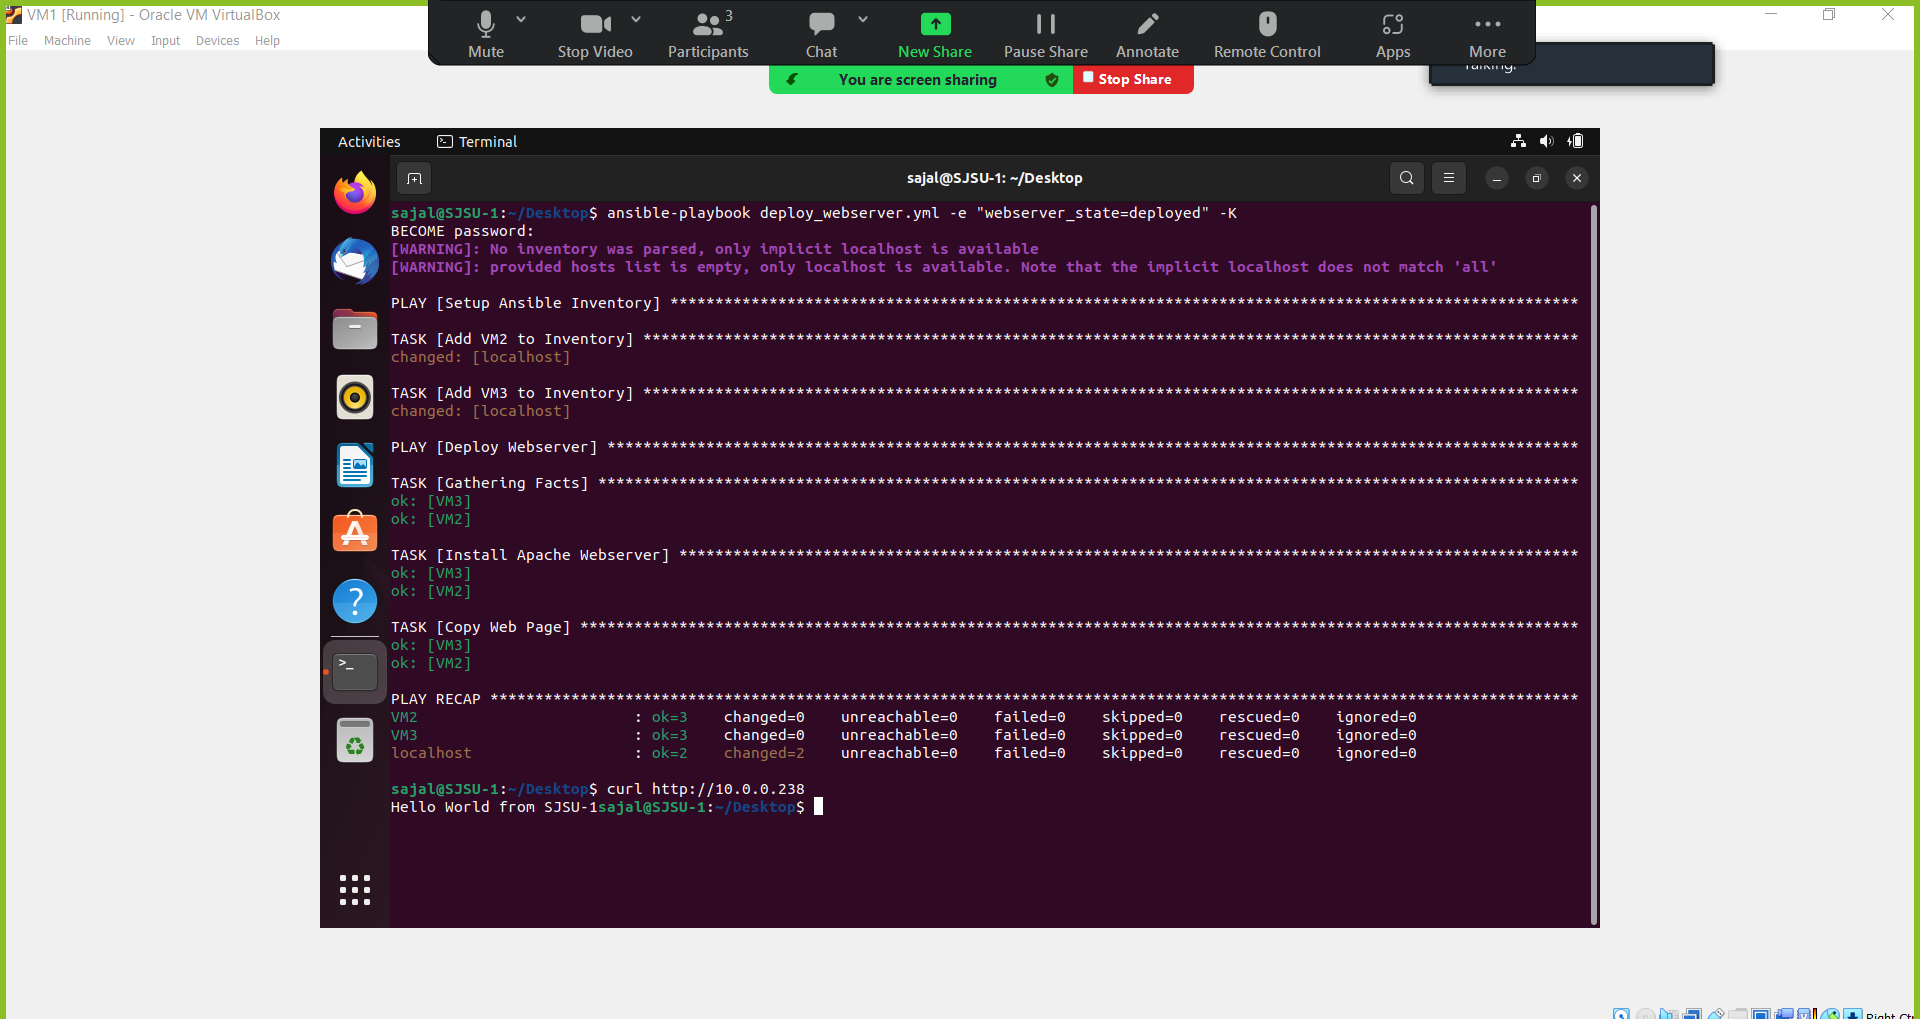 VM1 [Running] - Oracle VM VirtualBox
File Machine View Input Devices Help
3
Mute Stop Video Participants Chat New Share Pause Share Annotate Remote Control Apps More
Talking:
You are screen sharing Stop Share
Activities Terminal
sajal@SJSU-1: ~/Desktop
sajal@SJSU-1:~/Desktop$ ansible-playbook deploy_webserver.yml -e "webserver_state=deployed" -K
BECOME password:
[WARNING]: No inventory was parsed, only implicit localhost is available
[WARNING]: provided hosts list is empty, only localhost is available. Note that the implicit localhost does not match 'all'
PLAY [Setup Ansible Inventory] *****************************************************************************************************
TASK [Add VM2 to Inventory] ********************************************************************************************************
changed: [localhost]
TASK [Add VM3 to Inventory] ********************************************************************************************************
changed: [localhost]
PLAY [Deploy Webserver] ************************************************************************************************************
TASK [Gathering Facts] *************************************************************************************************************
ok: [VM3]
ok: [VM2]
TASK [Install Apache Webserver] ****************************************************************************************************
ok: [VM3]
ok: [VM2]
TASK [Copy Web Page] ***************************************************************************************************************
ok: [VM3]
ok: [VM2]
PLAY RECAP *************************************************************************************************************************
VM2 : ok=3 changed=0 unreachable=0 failed=0 skipped=0 rescued=0 ignored=0
VM3 : ok=3 changed=0 unreachable=0 failed=0 skipped=0 rescued=0 ignored=0
localhost : ok=2 changed=2 unreachable=0 failed=0 skipped=0 rescued=0 ignored=0
sajal@SJSU-1:~/Desktop$ curl http://10.0.0.238
Hello World from SJSU-1sajal@SJSU-1:~/Desktop$
Right Ctr